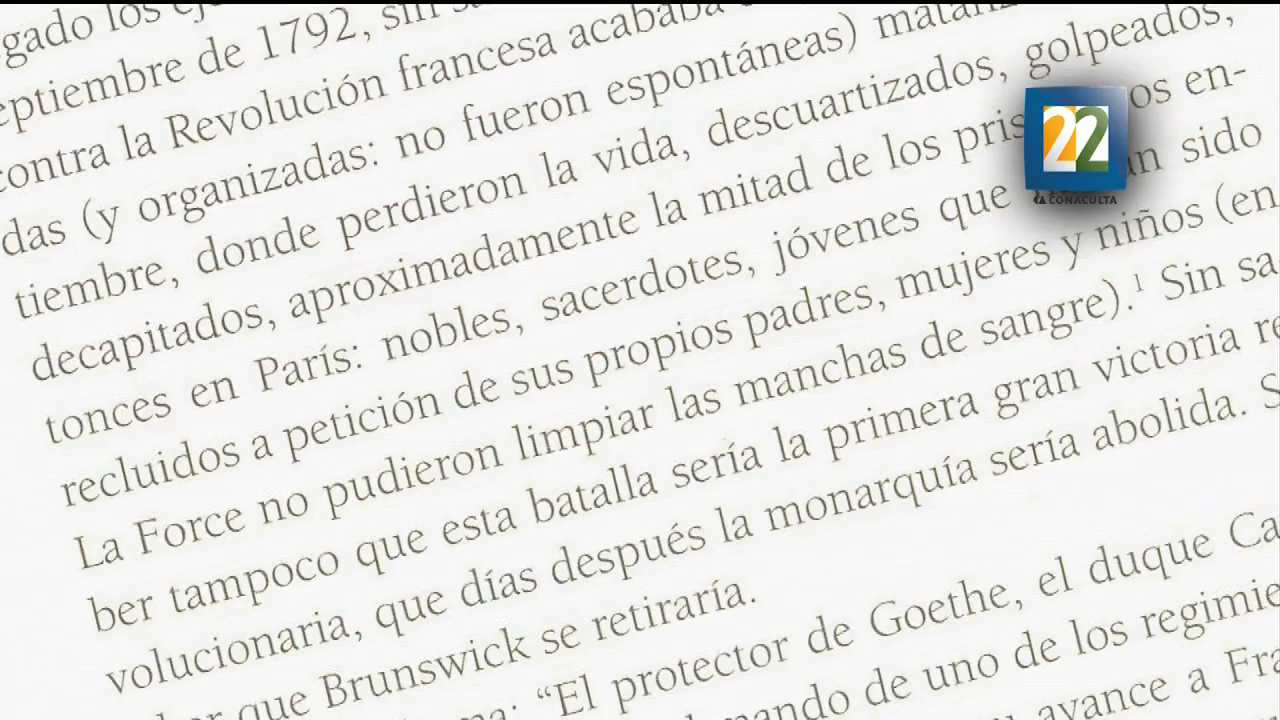 gado los
eptiembre de 1792, sin
contra la Revolución francesa acababa
das (y organizadas: no fueron espontáneas)
tiembre, donde perdieron la vida, descuartizados, golpeados,
decapitados, aproximadamente la mitad de los pris os en-
tonces en París: nobles, sacerdotes, jóvenes que an sido
recluidos a petición de sus propios padres, mujeres y niños (en
La Force no pudieron limpiar las manchas de sangre).¹ Sin sa
ber tampoco que esta batalla sería la primera gran victoria re
volucionaria, que días después la monarquía sería abolida. S
que Brunswick se retiraría.
“El protector de Goethe, el duque Ca
mando de uno de los regimie
avance a Fra
22
CONACULTA